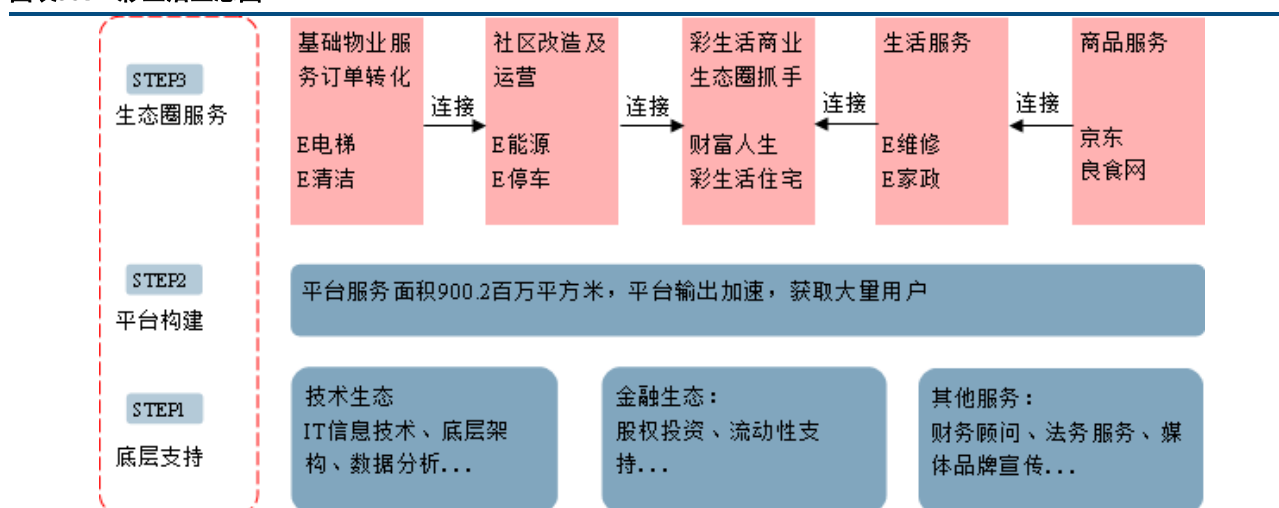 STEP3
生态圈服务
基础物业服
务订单转化
E电梯
E清洁
连接
社区改造及
运营
E能源
E停车
连接
彩生活商业
生态圈抓手
财富人生
彩生活住宅
连接
生活服务
E维修
E家政
连接
商品服务
京东
良食网
STEP2
平台构建
平台服务面积900.2百万平方米，平台输出加速，获取大量用户
STEP1
底层支持
技术生态
IT信息技术、底层架
构、数据分析...
金融生态：
股权投资、流动性支
持...
其他服务：
财务顾问、法务服务、媒
体品牌宣传...